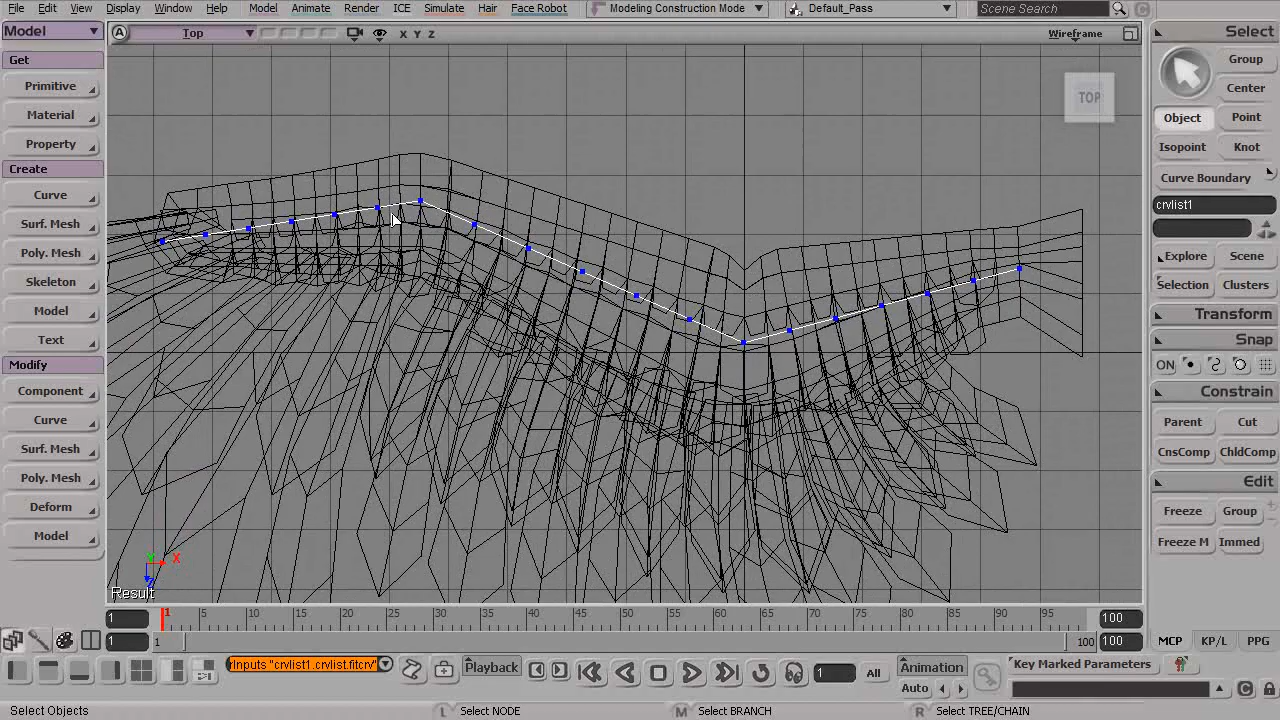 File Edit View Display Window Help Model Animate Render ICE Simulate Hair Face Robot Modeling Construction Mode Default_Pass Scene Search
Model
A Top X Y Z Wireframe
Select
Get
Primitive
Material
Property
Create
Curve
Surf. Mesh
Poly. Mesh
Skeleton
Model
Text
Modify
Component
Curve
Surf. Mesh
Poly. Mesh
Deform
Model
TOP
Y X
Z
Result
Group
Center
Object Point
Isopoint Knot
Curve Boundary
crvlist1
Explore Scene
Selection Clusters
Transform
Snap
ON
Constrain
Parent Cut
CnsComp ChldComp
Edit
Freeze Group
Freeze M Immed
1 1 5 10 15 20 25 30 35 40 45 50 55 60 65 70 75 80 85 90 95 100
1 1 100 100
MCP KP/L PPG
rInputs "crvlist1.crvlist.fitcrv" Playback 1 All Animation Key Marked Parameters
Auto
Select Objects L Select NODE M Select BRANCH R Select TREE/CHAIN